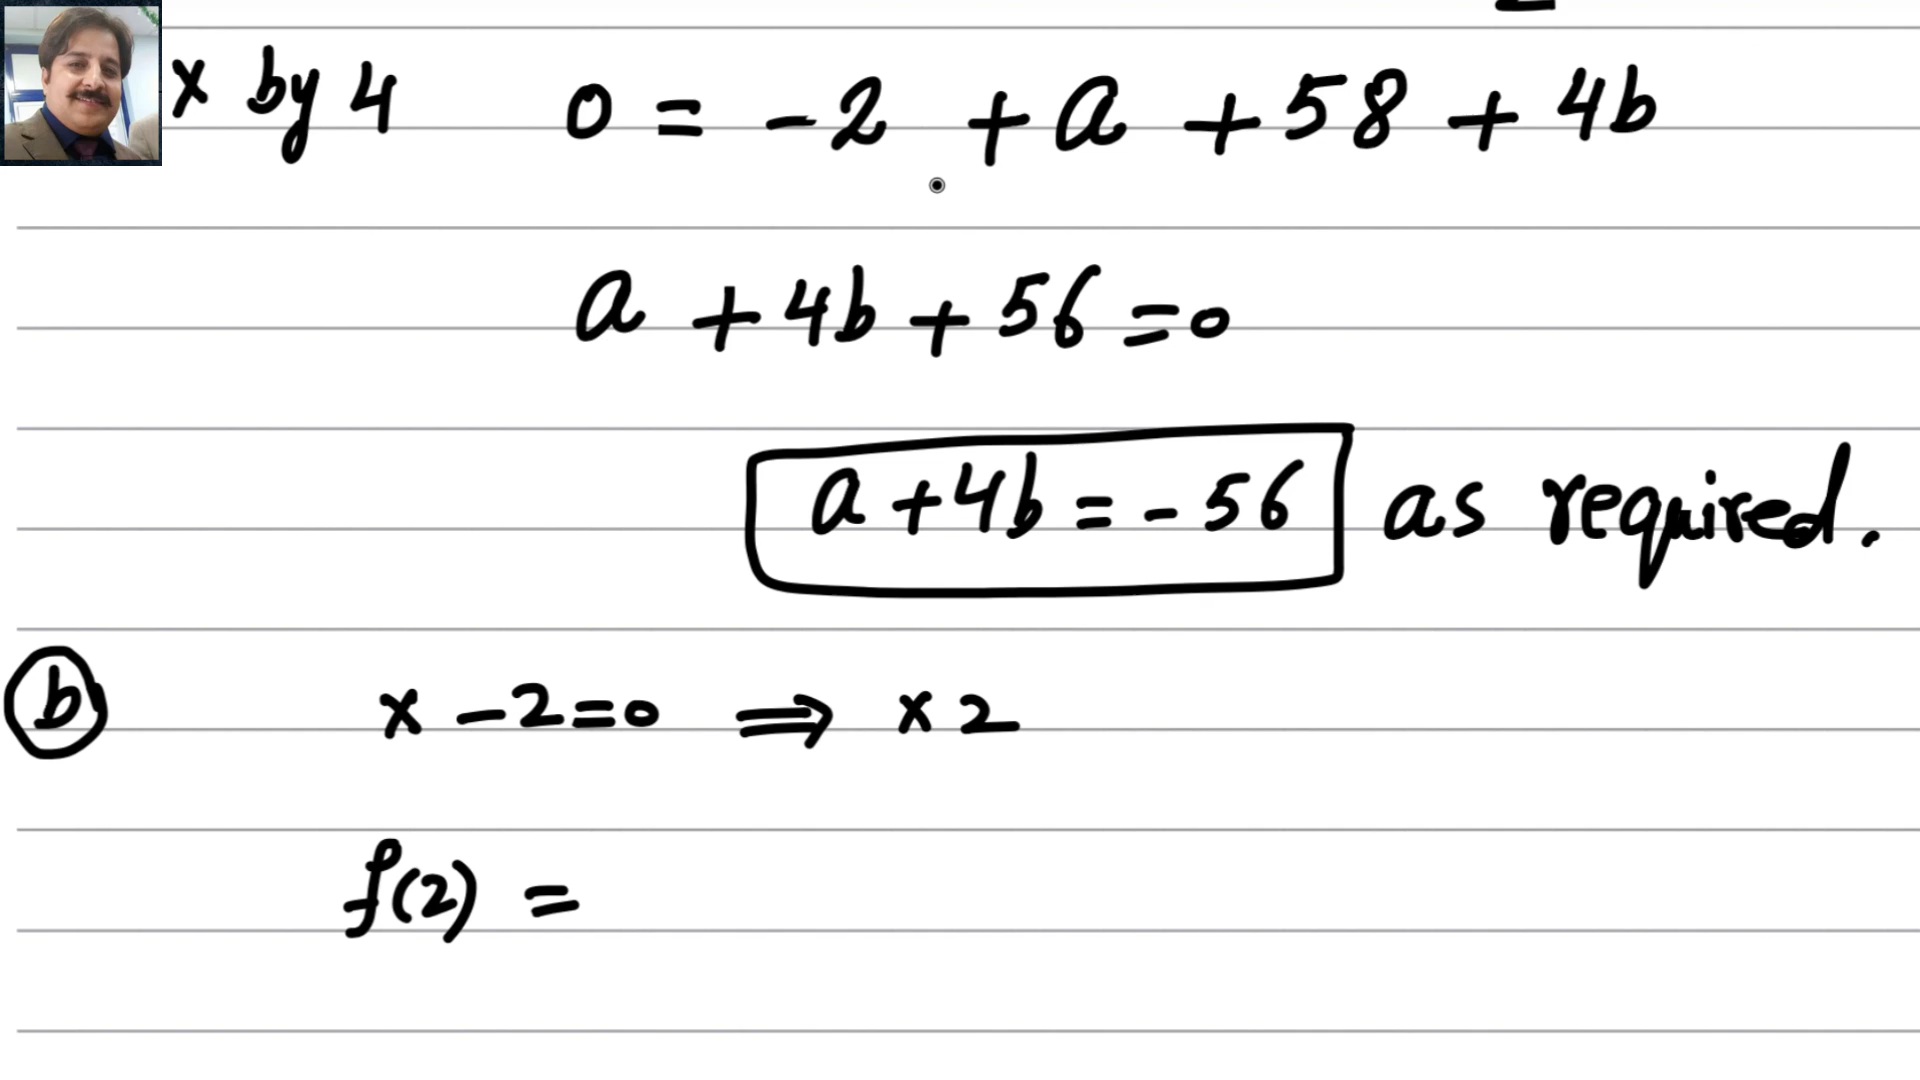 x by 4 0 = -2 + a + 58 + 4b
a + 4b + 56 = 0
a + 4b = - 56 as required.
b x - 2 = 0 ⟹ x 2
f(2) =